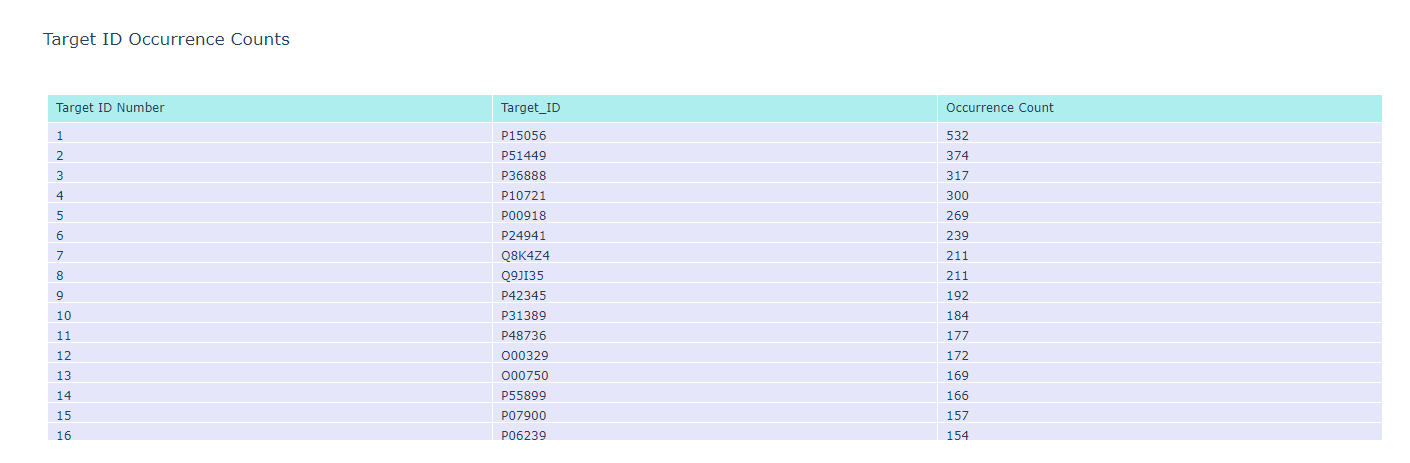 Target ID Occurrence Counts
Target ID Number Target_ID Occurrence Count
1 P15056 532
2 P51449 374
3 P36888 317
4 P10721 300
5 P00918 269
6 P24941 239
7 Q8K4Z4 211
8 Q9JI35 211
9 P42345 192
10 P31389 184
11 P48736 177
12 O00329 172
13 O00750 169
14 P55899 166
15 P07900 157
16 P06239 154